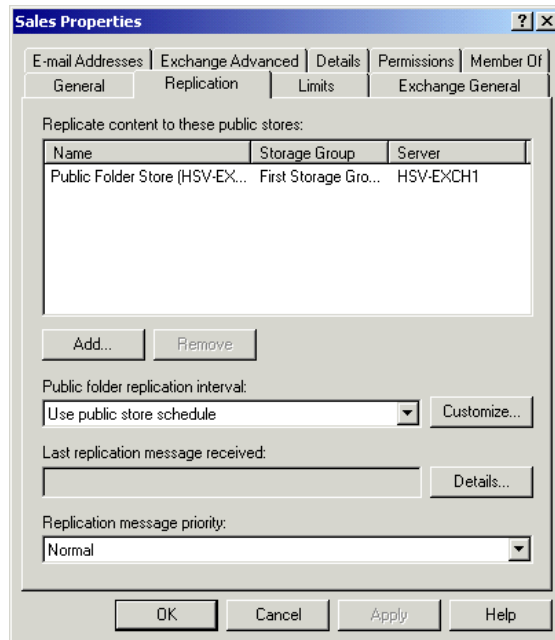 Sales Properties
E-mail Addresses Exchange Advanced Details Permissions Member Of
General Replication Limits Exchange General
Replicate content to these public stores:
Name Storage Group Server
Public Folder Store (HSV-EX... First Storage Gro... HSV-EXCH1
Add... Remove
Public folder replication interval:
Use public store schedule Customize...
Last replication message received:
Details...
Replication message priority:
Normal
OK Cancel Apply Help